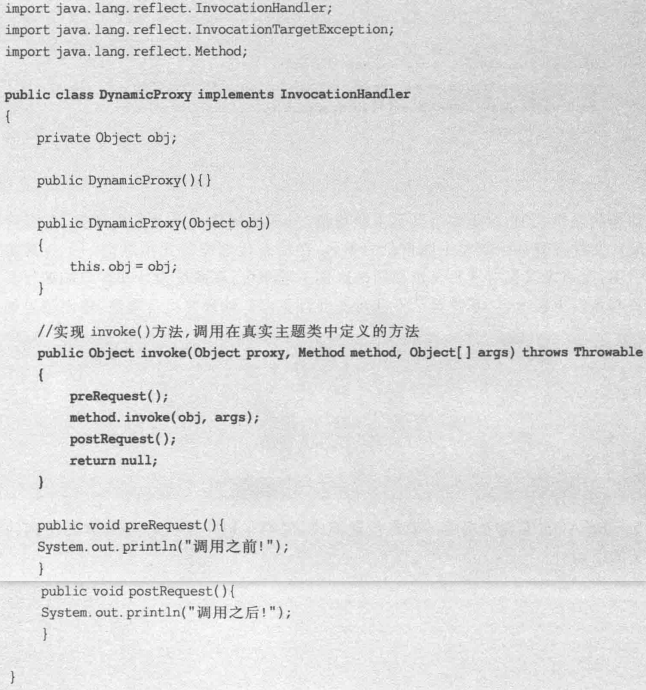 import java.lang.reflect.InvocationHandler;
import java.lang.reflect.InvocationTargetException;
import java.lang.reflect.Method;
public class DynamicProxy implements InvocationHandler
{
private Object obj;
public DynamicProxy(){}
public DynamicProxy(Object obj)
{
this.obj = obj;
}
//实现 invoke()方法,调用在真实主题类中定义的方法
public Object invoke(Object proxy, Method method, Object[] args) throws Throwable
{
preRequest();
method.invoke(obj, args);
postRequest();
return null;
}
public void preRequest(){
System.out.println("调用之前!");
}
public void postRequest(){
System.out.println("调用之后!");
}
}